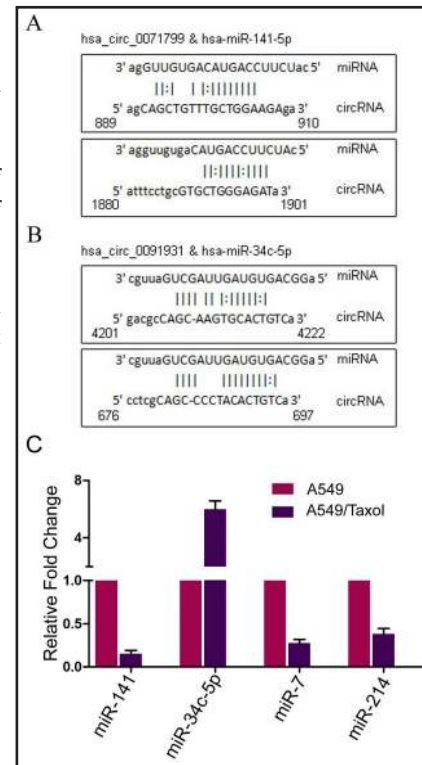 A
hsa_circ_0071799 & hsa-miR-141-5p
3' agGUUGUGACAUGACCUUCUac 5' miRNA
||:| | |:||||||||
5' agCAGCTGTTTGCTGGAAGAga 3' circRNA
889 910
3' agguugugaCAUGACCUUCUAc 5' miRNA
||:||||:||||
5' atttcctgcGTGCTGGGAGATa 3' circRNA
1880 1901
B
hsa_circ_0091931 & hsa-miR-34c-5p
3' cguuaGUCGAUUGAUGUGACGGa 5' miRNA
|||| || |:|||||:|
5' gacgcCAGC-AAGTGCACTGTCa 3' circRNA
4201 4222
3' cguuaGUCGAUUGAUGUGACGGa 5' miRNA
|||| ||||||||:|
5' cctcgCAGC-CCCTACACTGTCa 3' circRNA
676 697
C
Relative Fold Change
8
4
1.0
0.5
0.0
A549
A549/Taxol
miR-141
miR-34c-5p
miR-7
miR-214